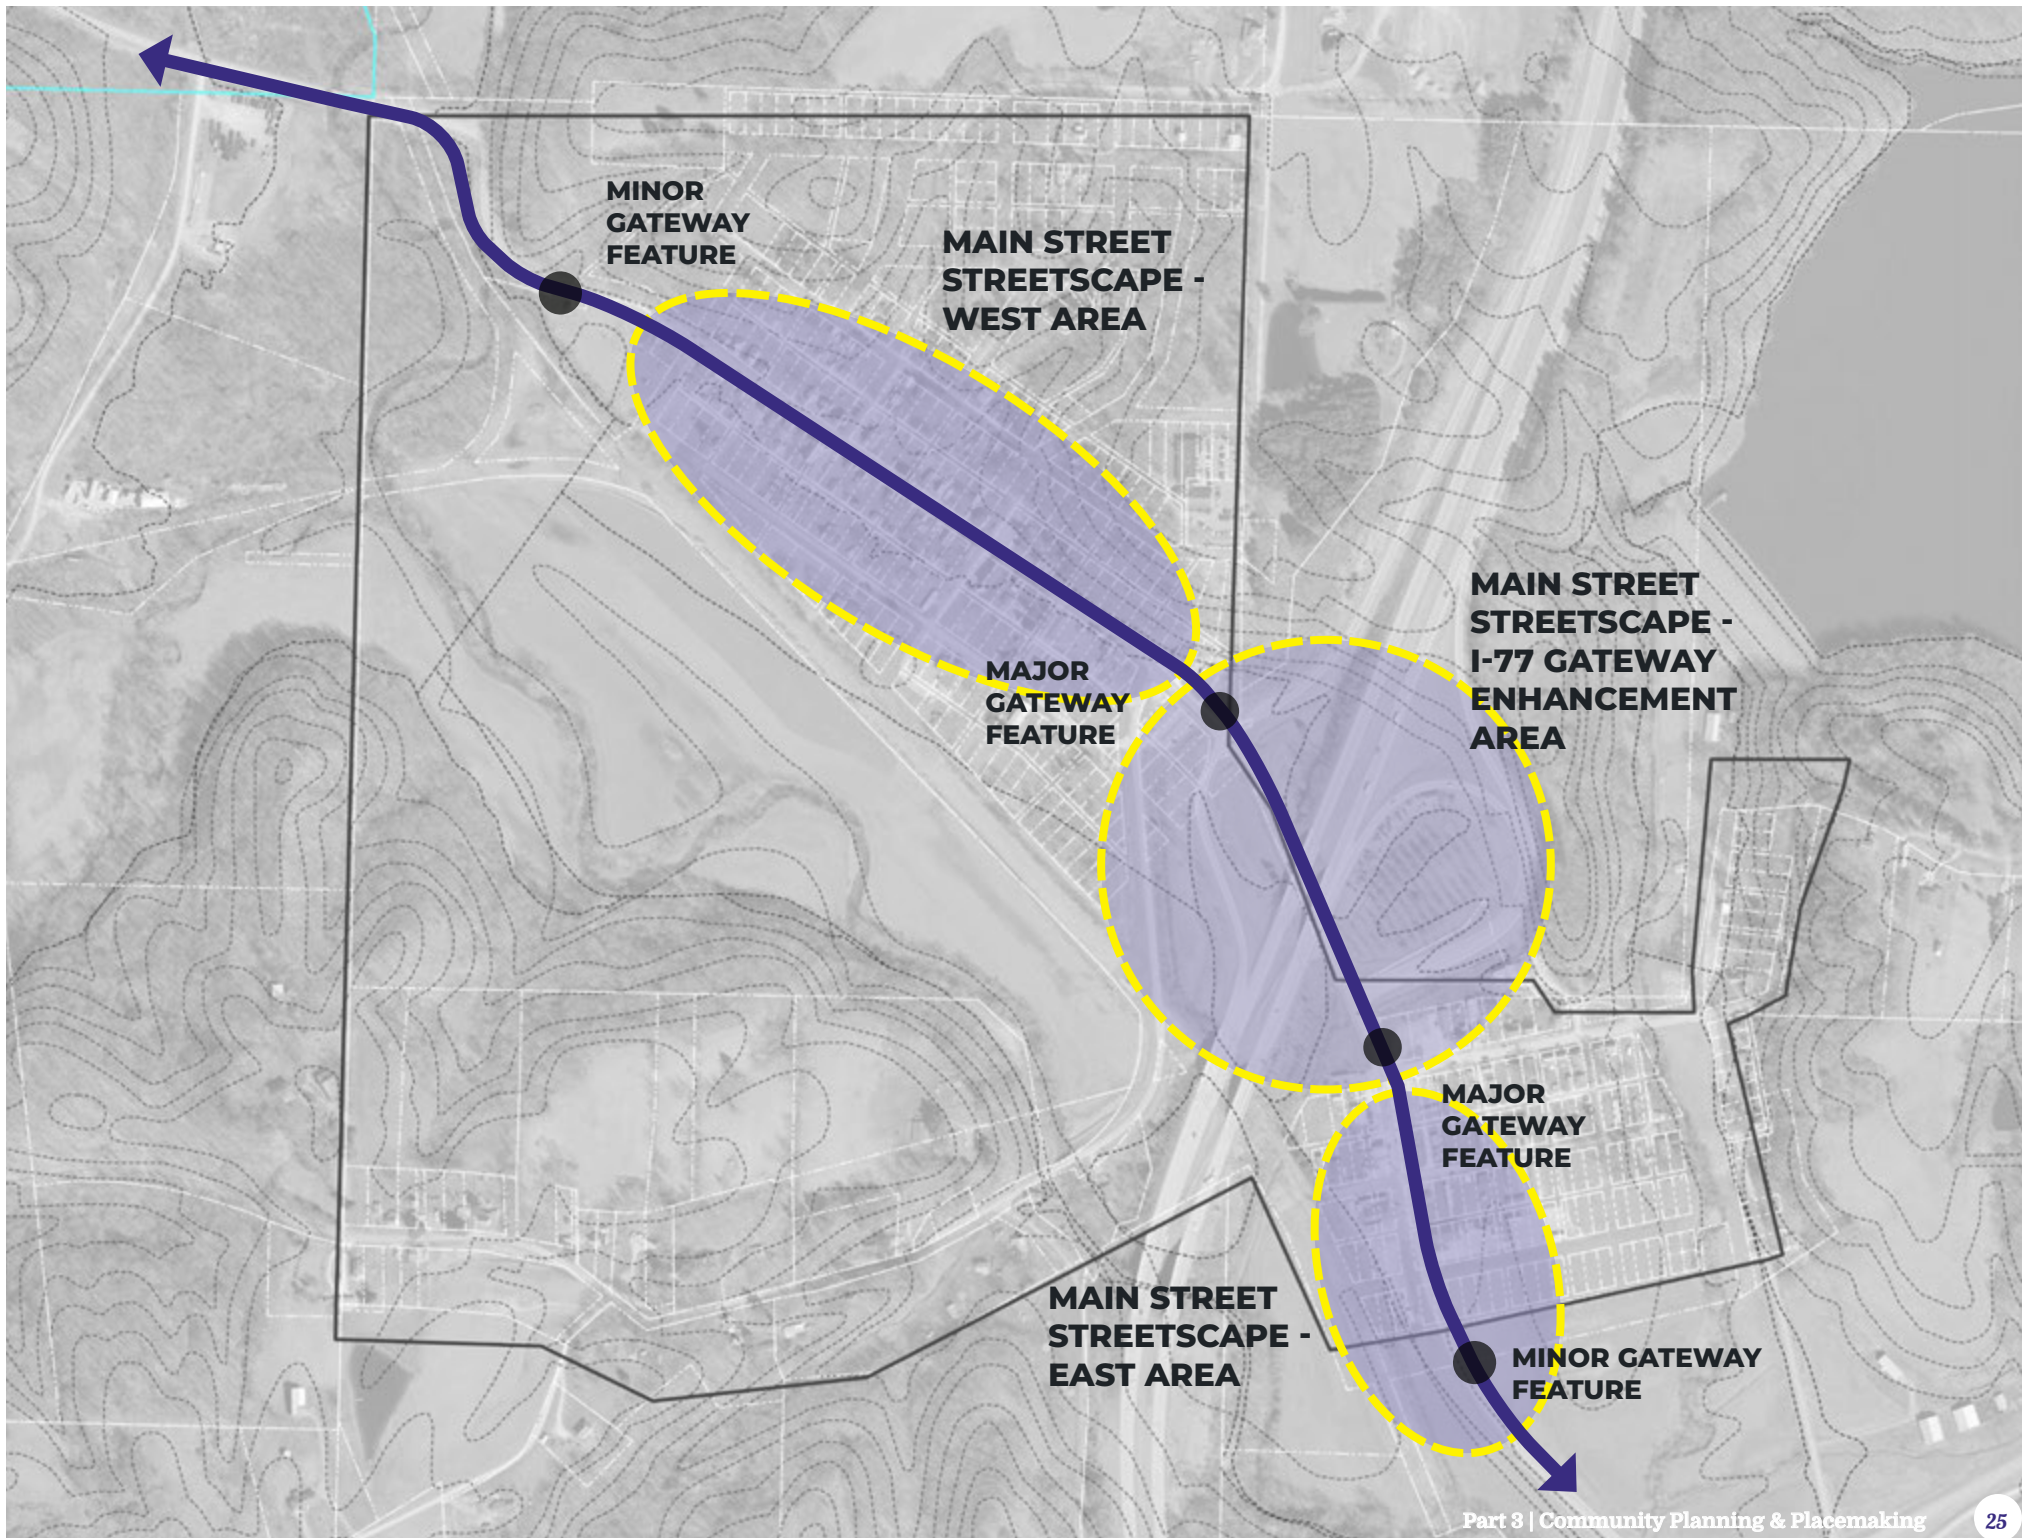 MINOR
GATEWAY
FEATURE
MAIN STREET
STREETSCAPE -
WEST AREA
MAIN STREET
STREETSCAPE -
I-77 GATEWAY
ENHANCEMENT
AREA
MAJOR
GATEWAY
FEATURE
MAJOR
GATEWAY
FEATURE
MAIN STREET
STREETSCAPE -
EAST AREA
MINOR GATEWAY
FEATURE
Part 3 | Community Planning & Placemaking 25